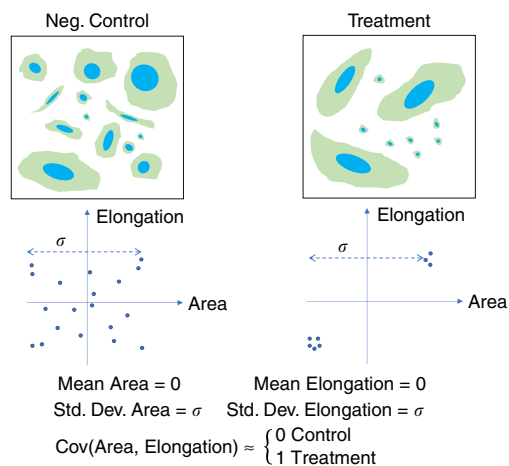 Neg. Control
Treatment
Elongation
σ
Area
Elongation
σ
Area
Mean Area = 0 Mean Elongation = 0
Std. Dev. Area = σ Std. Dev. Elongation = σ
Cov(Area, Elongation) ≈ { 0 Control
1 Treatment